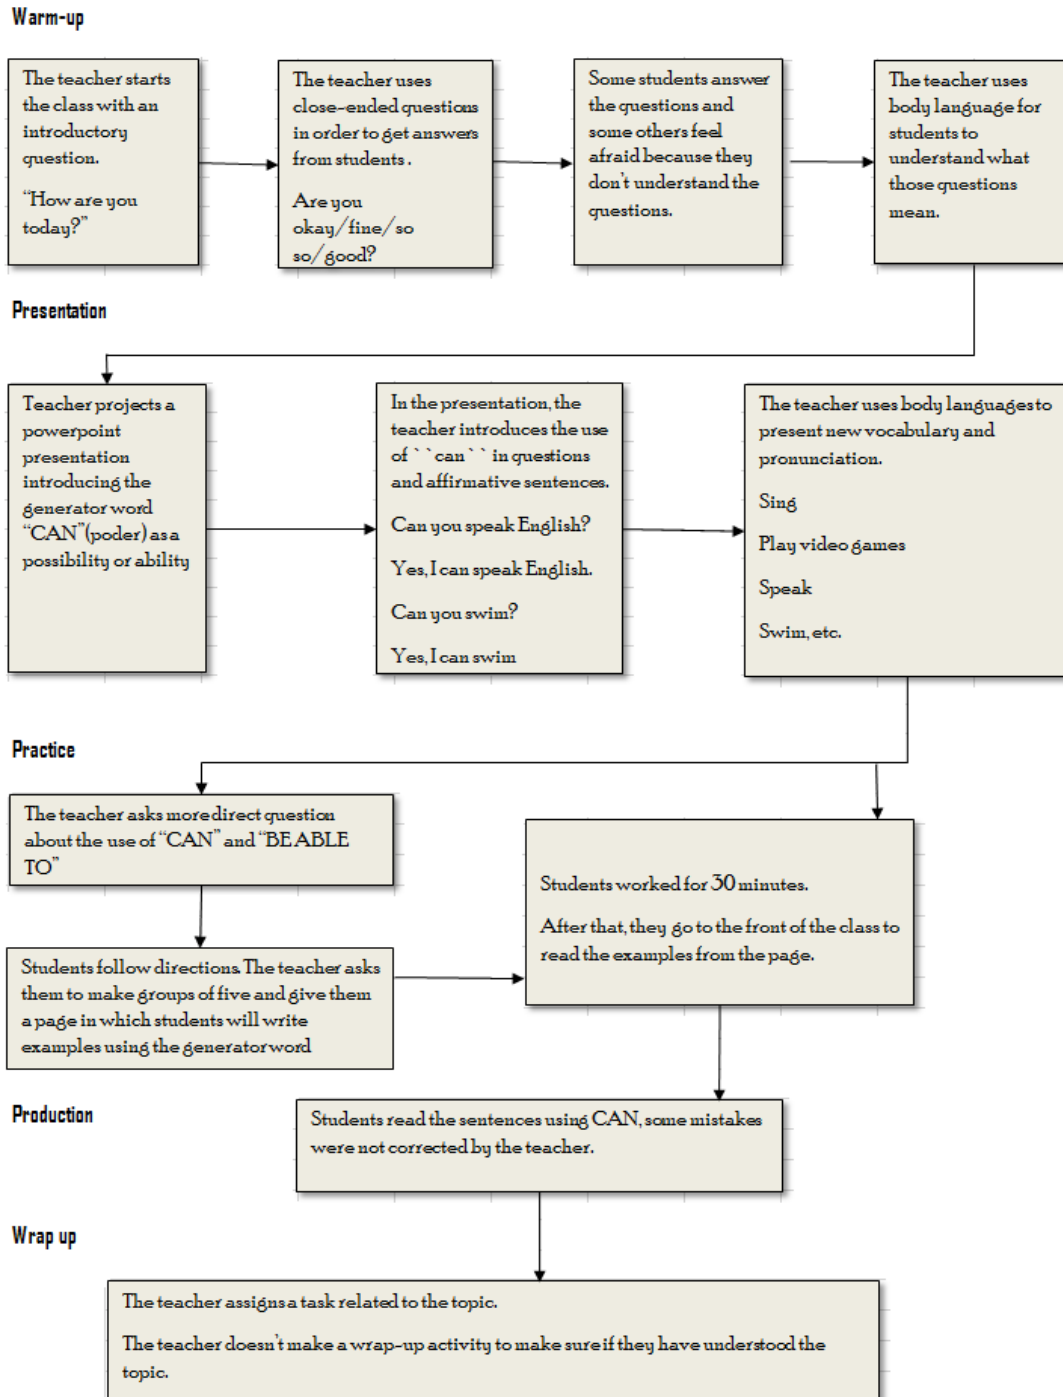 Warm-up
The teacher starts
the class with an
introductory
question.
“How are you
today?”
The teacher uses
close-ended questions
in order to get answers
from students .
Are you
okay/fine/so
so/good?
Some students answer
the questions and
some others feel
afraid because they
don't understand the
questions.
The teacher uses
body language for
students to
understand what
those questions
mean.
Presentation
Teacher projects a
powerpoint
presentation
introducing the
generator word
“CAN”(poder) as a
possibility or ability
In the presentation, the
teacher introduces the use
of ``can`` in questions
and affirmative sentences.
Can you speak English?
Yes, I can speak English.
Can you swim?
Yes, I can swim
The teacher uses body languages to
present new vocabulary and
pronunciation.
Sing
Play video games
Speak
Swim, etc.
Practice
The teacher asks more direct question
about the use of “CAN” and “BE ABLE
TO”
Students follow directions. The teacher asks
them to make groups of five and give them
a page in which students will write
examples using the generator word
Students worked for 30 minutes.
After that, they go to the front of the class to
read the examples from the page.
Production
Students read the sentences using CAN, some mistakes
were not corrected by the teacher.
Wrap up
The teacher assigns a task related to the topic.
The teacher doesn't make a wrap-up activity to make sure if they have understood the
topic.